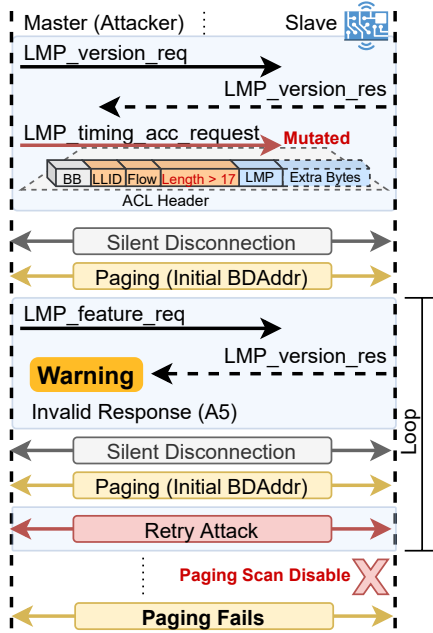 Master (Attacker)
Slave
LMP_version_req
LMP_version_res
LMP_timing_acc_request
Mutated
BB
LLID
Flow
Length > 17
LMP
Extra Bytes
ACL Header
Silent Disconnection
Paging (Initial BDAddr)
LMP_feature_req
LMP_version_res
Warning
Invalid Response (A5)
Silent Disconnection
Paging (Initial BDAddr)
Retry Attack
Loop
Paging Scan Disable
Paging Fails